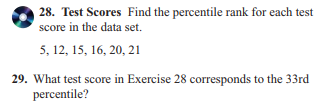 28. Test Scores Find the percentile rank for each test
score in the data set.
5, 12, 15, 16, 20, 21
29. What test score in Exercise 28 corresponds to the 33rd
percentile?